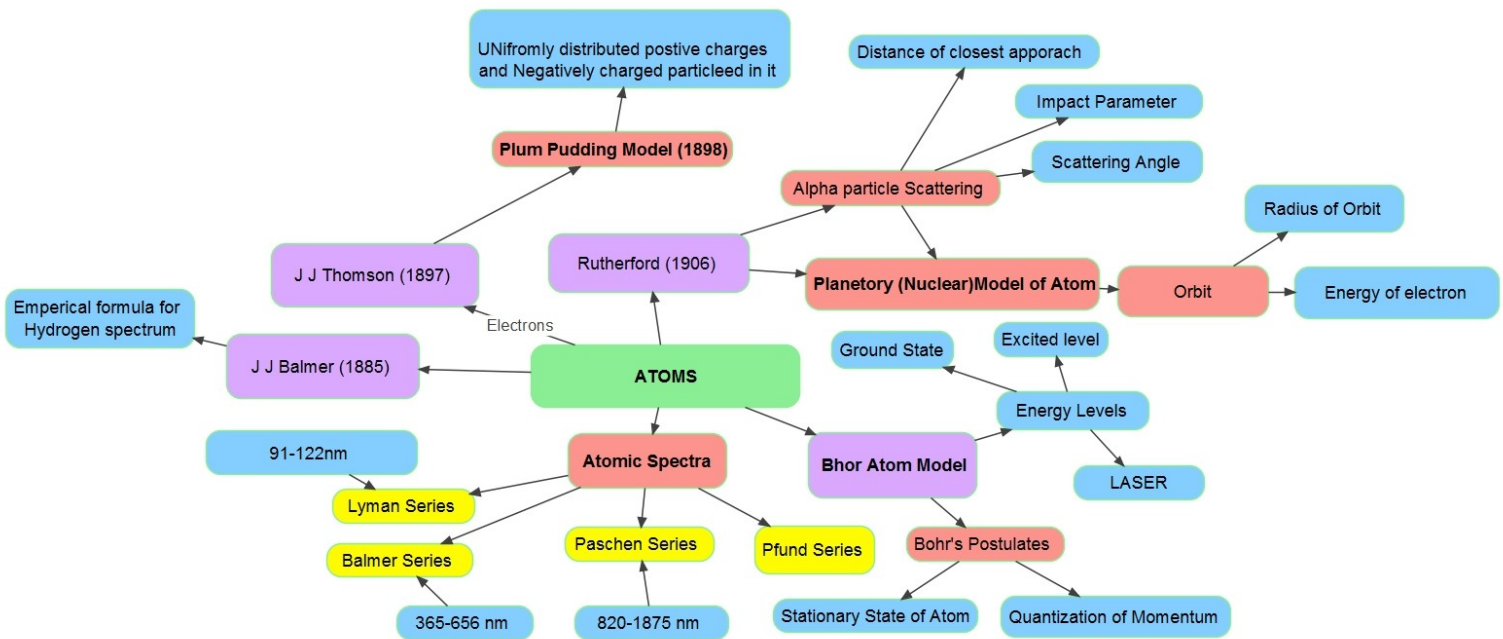 UNifromly distributed postive charges
and Negatively charged particleed in it
Distance of closest apporach
Impact Parameter
Plum Pudding Model (1898)
Scattering Angle
Alpha particle Scattering
Radius of Orbit
J J Thomson (1897)
Rutherford (1906)
Planetory (Nuclear)Model of Atom
Orbit
Energy of electron
Emperical formula for
Hydrogen spectrum
Electrons
Ground State
Excited level
J J Balmer (1885)
ATOMS
Energy Levels
91-122nm
Atomic Spectra
Bhor Atom Model
LASER
Lyman Series
Balmer Series
Paschen Series
Pfund Series
Bohr's Postulates
365-656 nm
820-1875 nm
Stationary State of Atom
Quantization of Momentum